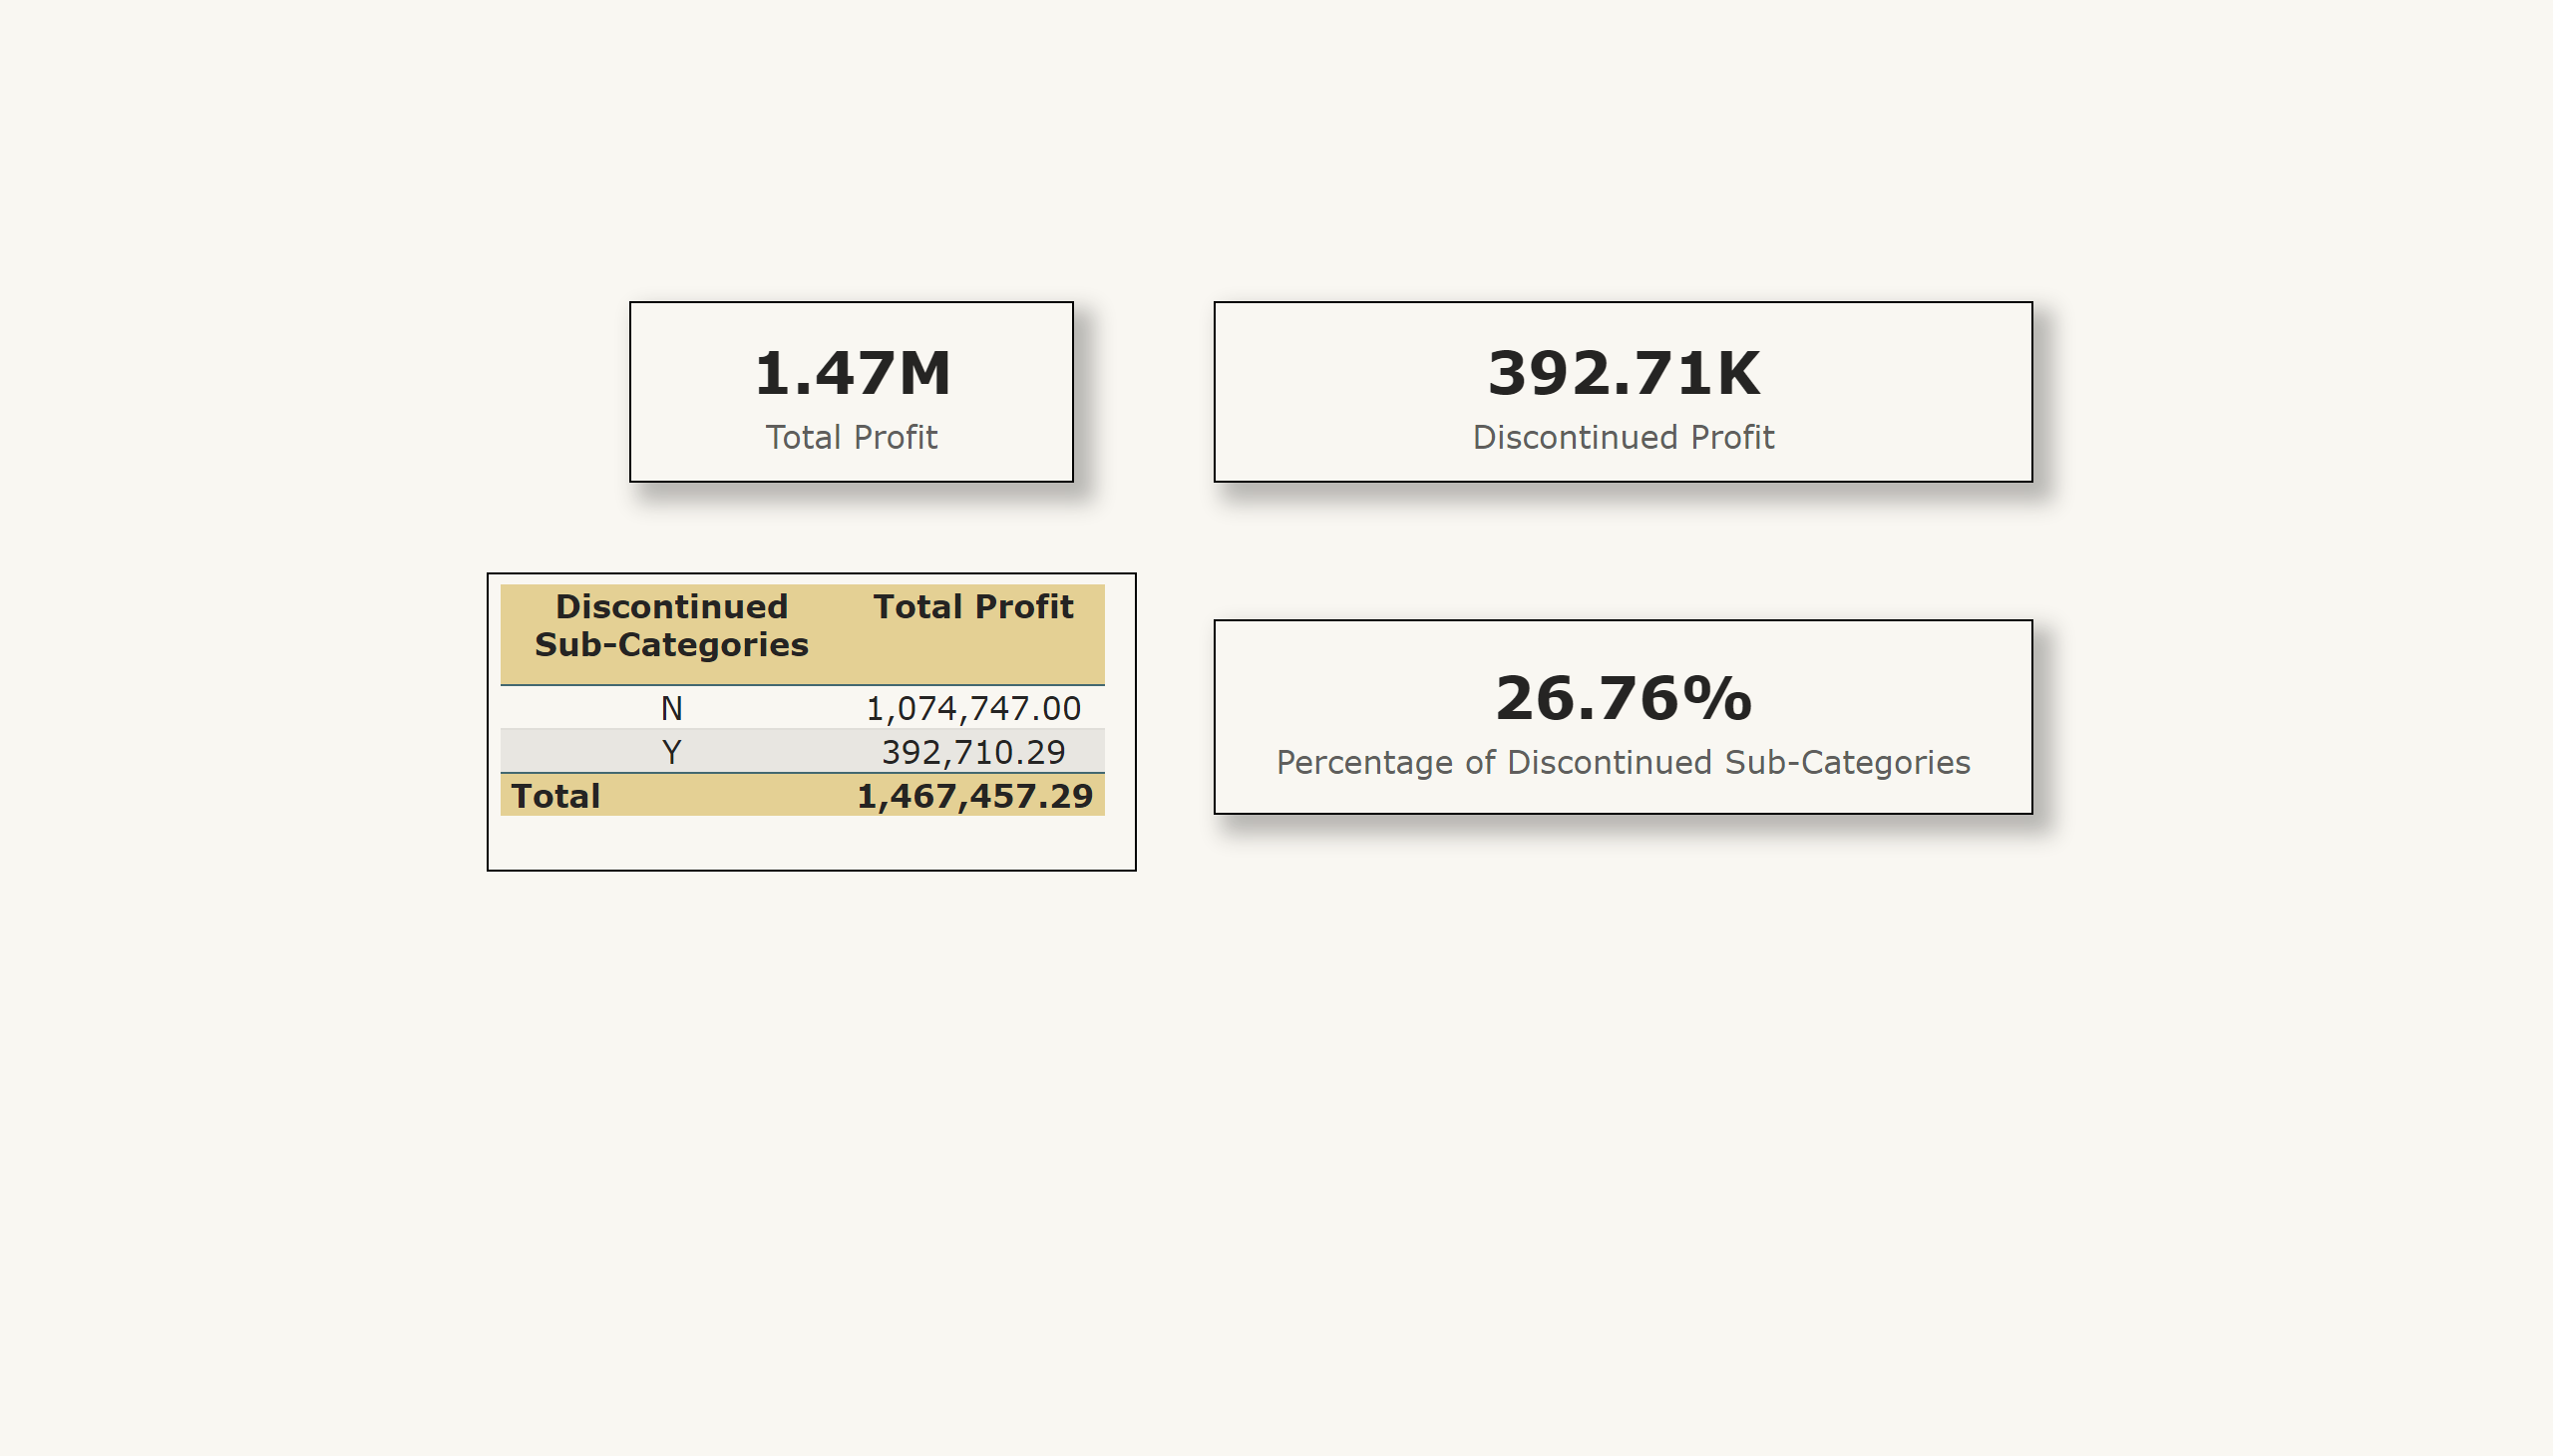 1.47M
Total Profit
392.71K
Discontinued Profit
Discontinued Total Profit
Sub-Categories
N 1,074,747.00
Y 392,710.29
Total 1,467,457.29
26.76%
Percentage of Discontinued Sub-Categories